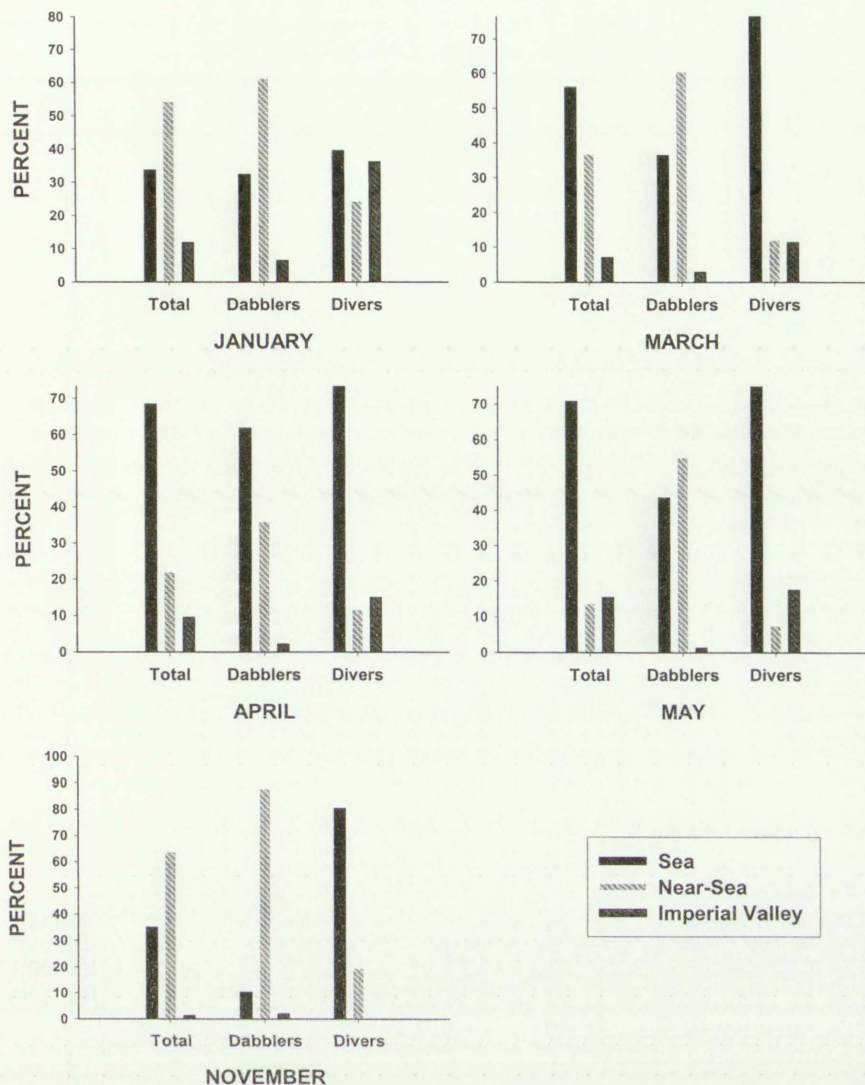 PERCENT
80
70
60
50
40
30
20
10
0
Total Dabblers Divers
JANUARY
70
60
50
40
30
20
10
0
Total Dabblers Divers
MARCH
PERCENT
70
60
50
40
30
20
10
0
Total Dabblers Divers
APRIL
70
60
50
40
30
20
10
0
Total Dabblers Divers
MAY
PERCENT
100
90
80
70
60
50
40
30
20
10
0
Total Dabblers Divers
NOVEMBER
Sea
Near-Sea
Imperial Valley